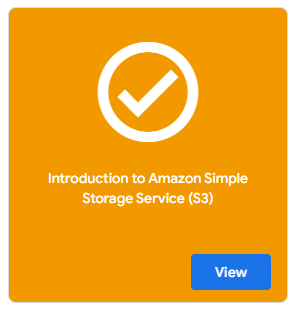 Introduction to Amazon Simple
Storage Service (S3)
View